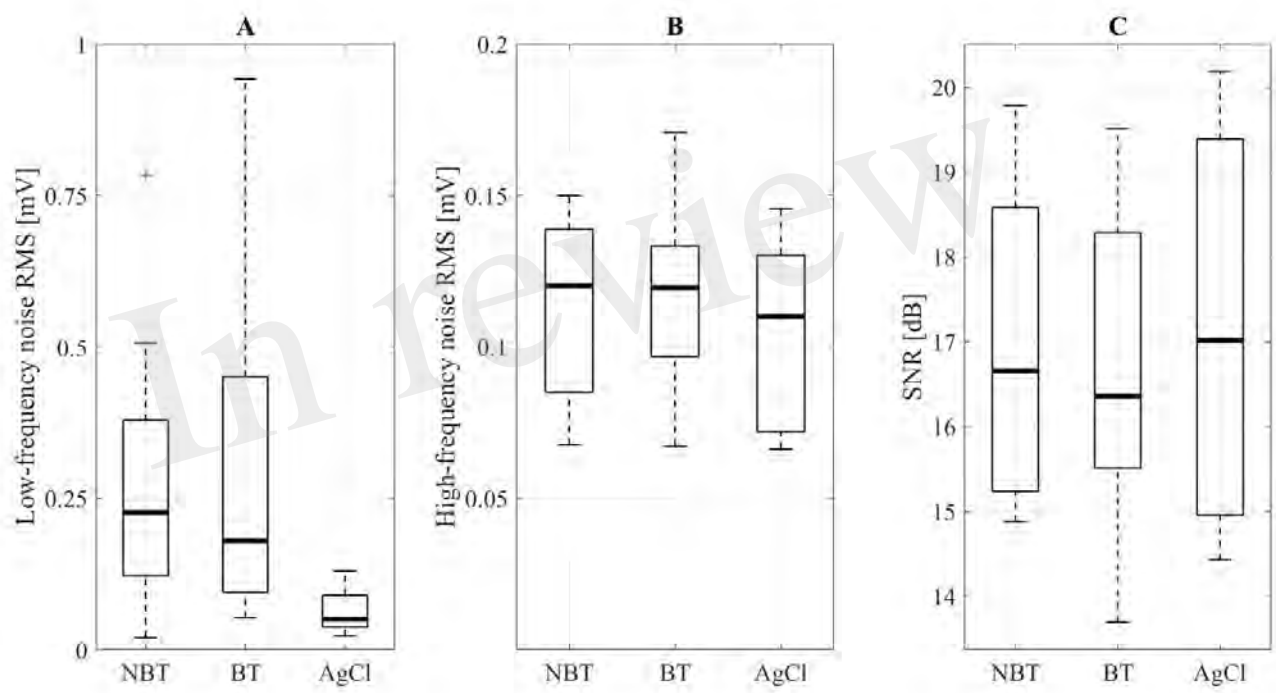 A
B
C
Low-frequency noise RMS [mV]
1
0.75
0.5
0.25
0
NBT BT AgCl
High-frequency noise RMS [mV]
0.2
0.15
0.1
0.05
NBT BT AgCl
SNR [dB]
20
19
18
17
16
15
14
NBT BT AgCl
In review